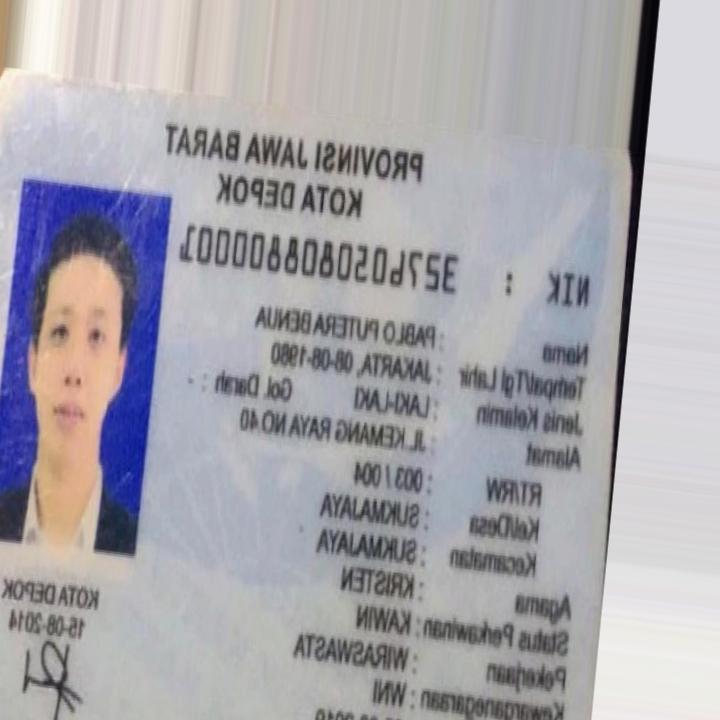 PROVINSI JAWA BARAT
KOTA DEPOK
NIK : 3276050808800001
Nama : PABLO PUTERA BENUA
Tempat/Tgl Lahir : JAKARTA, 08-08-1980
Jenis Kelamin : LAKI-LAKI Gol. Darah : -
Alamat : JL KEMANG RAYA NO.40
RT/RW : 003 / 004
Kel/Desa : SUKMAJAYA
Kecamatan : SUKMAJAYA
Agama : KRISTEN
Status Perkawinan : KAWIN
Pekerjaan : WIRASWASTA
Kewarganegaraan : WNI
KOTA DEPOK
15-08-2014